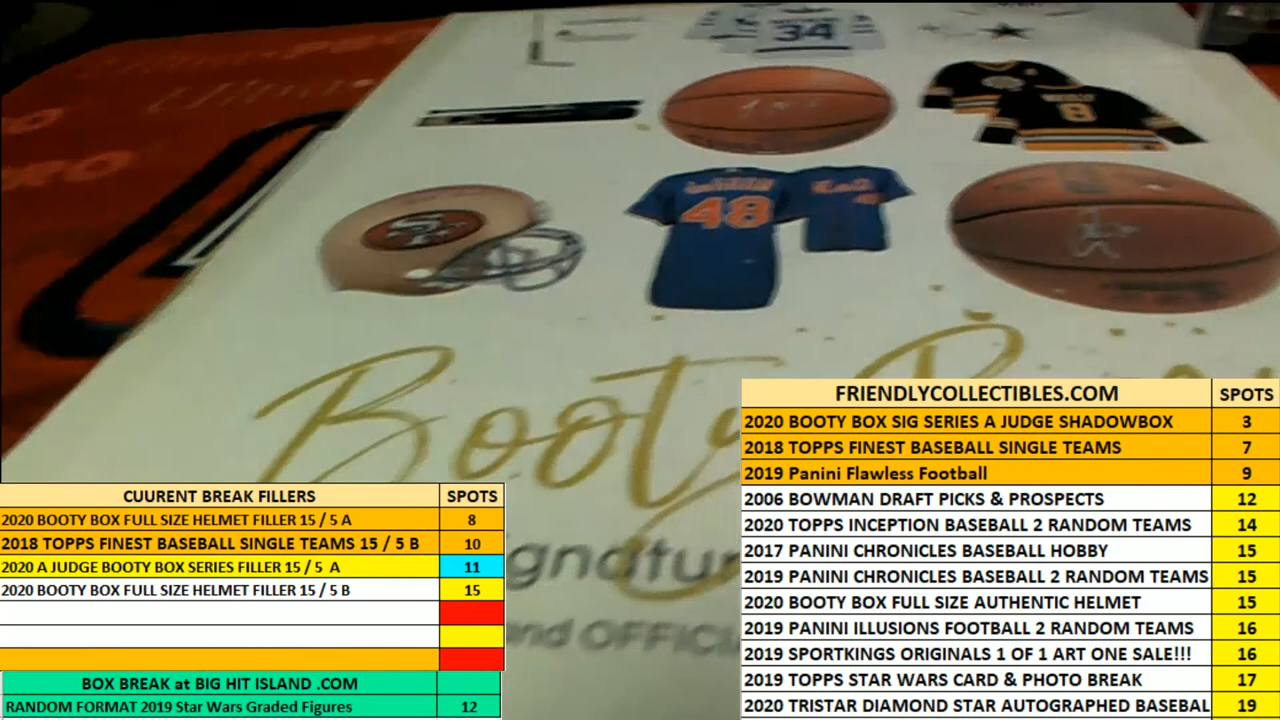 34
8
48
Booty
FRIENDLYCOLLECTIBLES.COM SPOTS
2020 BOOTY BOX SIG SERIES A JUDGE SHADOWBOX 3
2018 TOPPS FINEST BASEBALL SINGLE TEAMS 7
2019 Panini Flawless Football 9
2006 BOWMAN DRAFT PICKS & PROSPECTS 12
2020 TOPPS INCEPTION BASEBALL 2 RANDOM TEAMS 14
2017 PANINI CHRONICLES BASEBALL HOBBY 15
2019 PANINI CHRONICLES BASEBALL 2 RANDOM TEAMS 15
2020 BOOTY BOX FULL SIZE AUTHENTIC HELMET 15
2019 PANINI ILLUSIONS FOOTBALL 2 RANDOM TEAMS 16
2019 SPORTKINGS ORIGINALS 1 OF 1 ART ONE SALE!!! 16
2019 TOPPS STAR WARS CARD & PHOTO BREAK 17
2020 TRISTAR DIAMOND STAR AUTOGRAPHED BASEBAL 19
CUURENT BREAK FILLERS SPOTS
2020 BOOTY BOX FULL SIZE HELMET FILLER 15 / 5 A 8
2018 TOPPS FINEST BASEBALL SINGLE TEAMS 15 / 5 B 10
2020 A JUDGE BOOTY BOX SERIES FILLER 15 / 5 A 11
2020 BOOTY BOX FULL SIZE HELMET FILLER 15 / 5 B 15
BOX BREAK at BIG HIT ISLAND .COM
RANDOM FORMAT 2019 Star Wars Graded Figures 12
gnatur
nd OFFICI